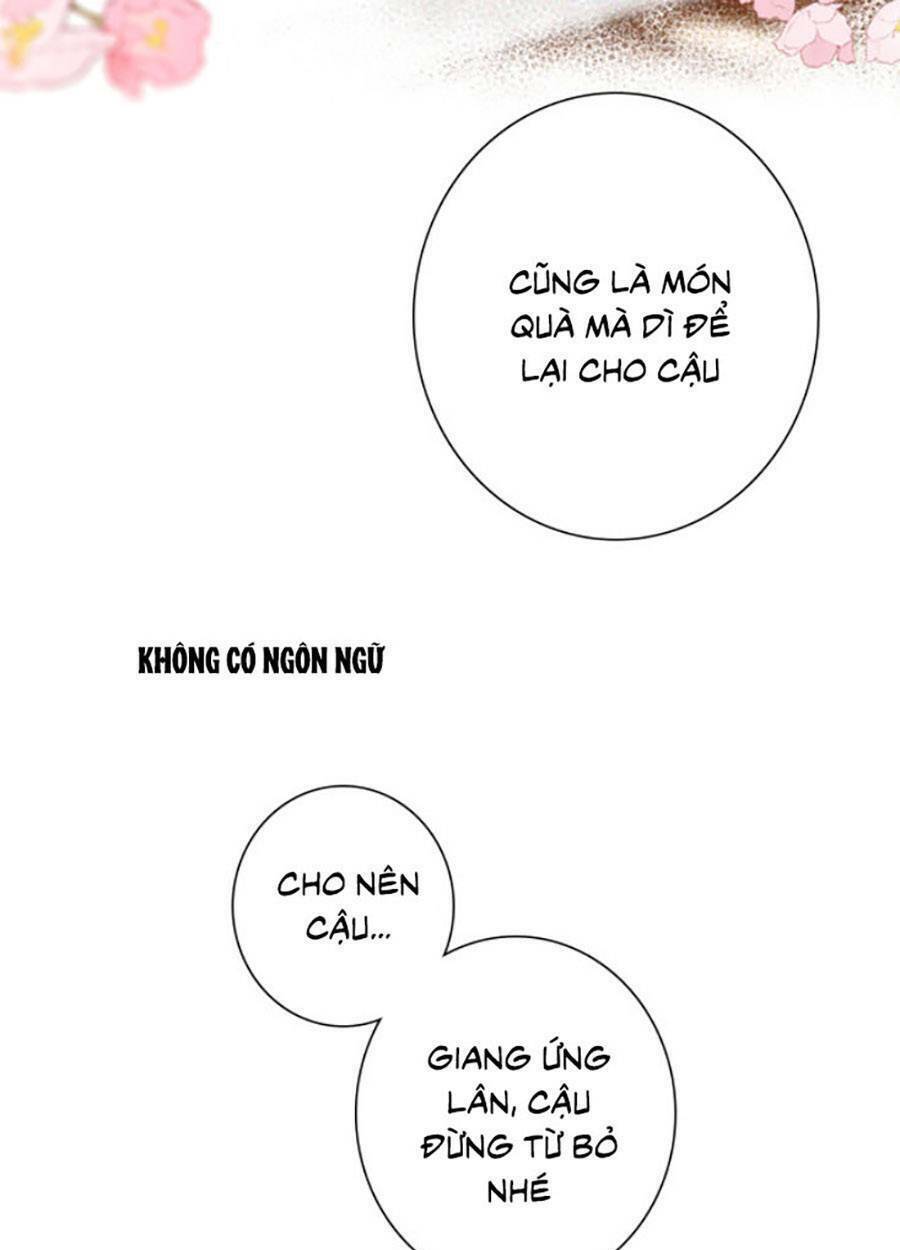 CŨNG LÀ MÓN
QUÀ MÀ DÌ ĐỂ
LẠI CHO CẬU
KHÔNG CÓ NGÔN NGỮ
CHO NÊN
CẬU...
GIANG ỨNG
LÂN, CẬU
ĐỪNG TỪ BỎ
NHÉ